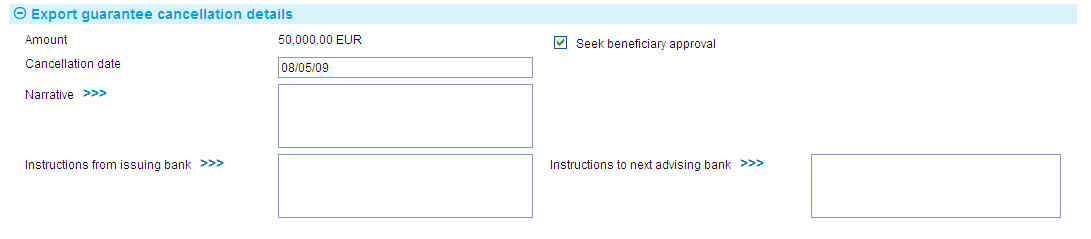 Export guarantee cancellation details
Amount 50,000.00 EUR Seek beneficiary approval
Cancellation date 08/05/09
Narrative >>>
Instructions from issuing bank >>> Instructions to next advising bank >>>